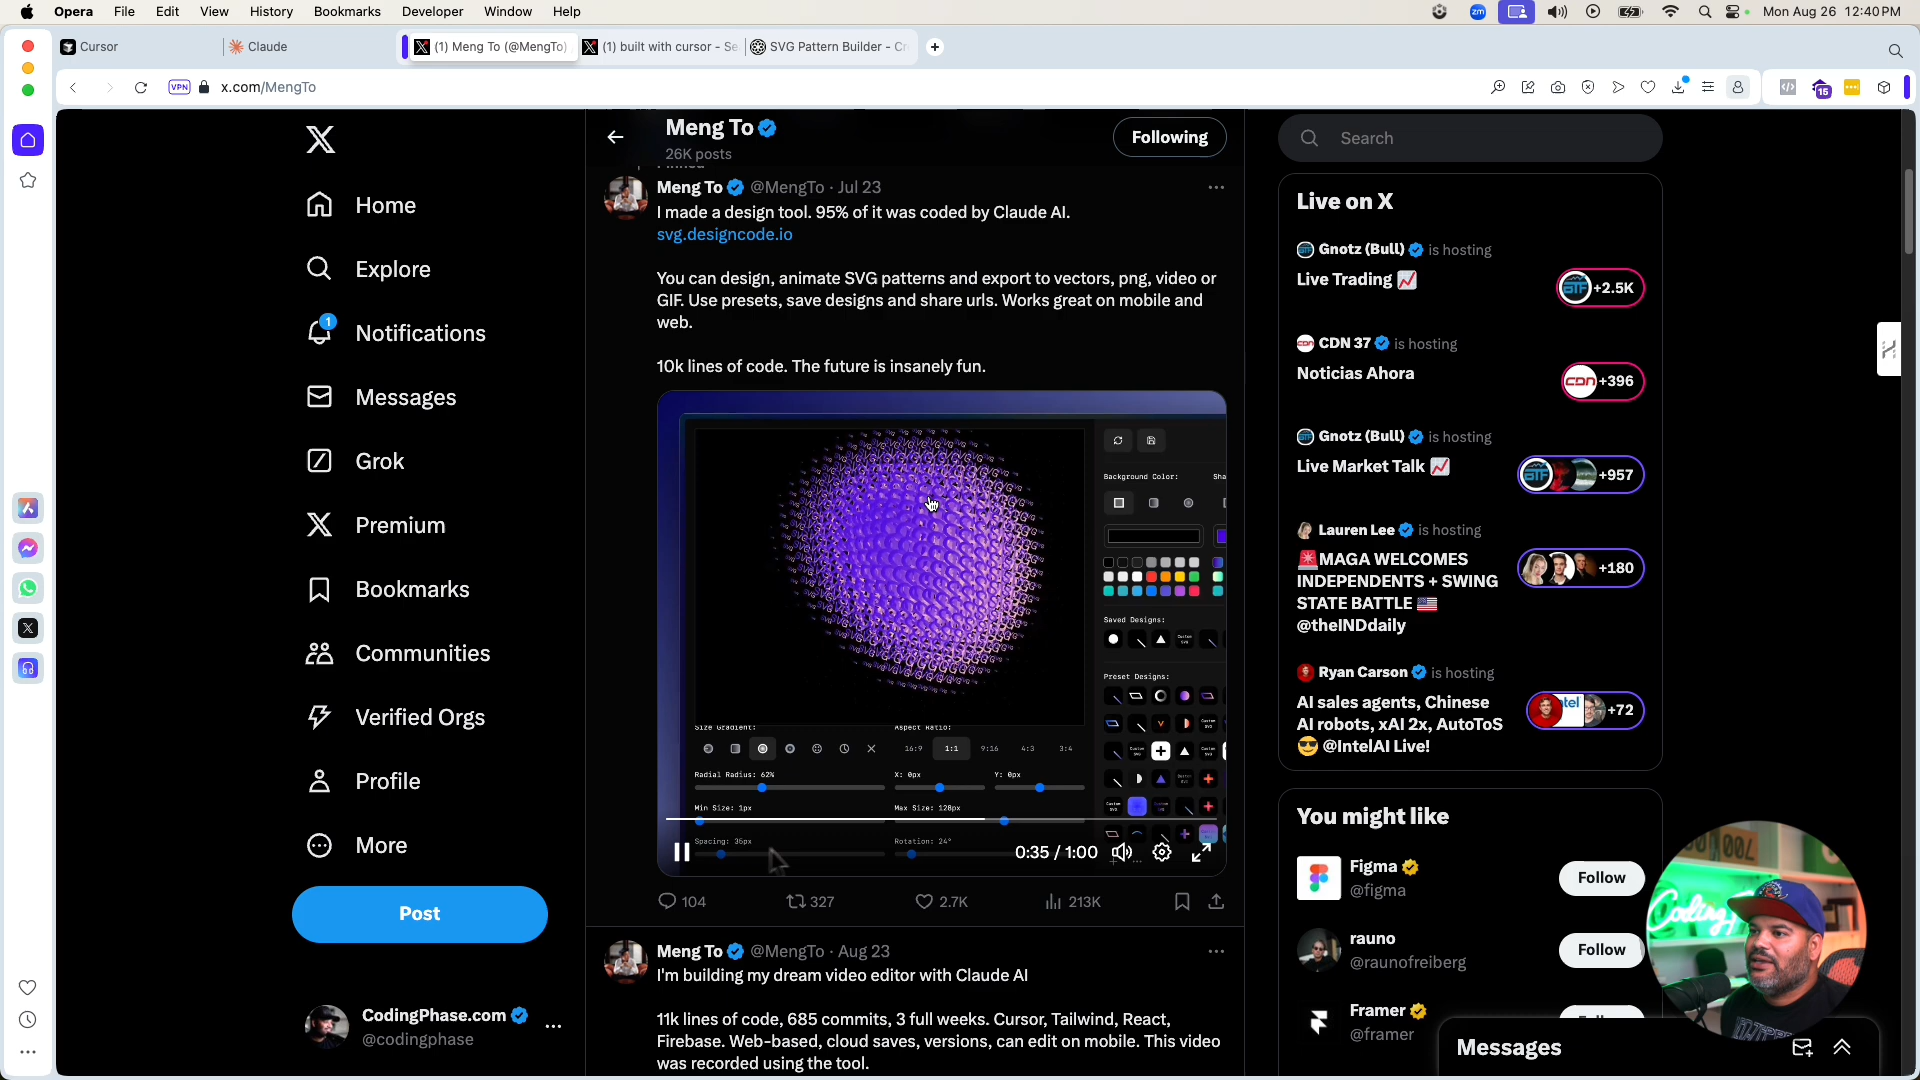 Opera File Edit View History Bookmarks Developer Window Help
zm
Mon Aug 26 12:40 PM
Cursor
Claude
(1) Meng To (@MengTo)
(1) built with cursor - Se
SVG Pattern Builder - Cr
VPN
x.com/MengTo
15
Home
Explore
1
Notifications
Messages
Grok
Premium
Bookmarks
Communities
Verified Orgs
Profile
More
Post
CodingPhase.com
@codingphase
Meng To
26K posts
Following
Meng To @MengTo · Jul 23
I made a design tool. 95% of it was coded by Claude AI.
svg.designcode.io
You can design, animate SVG patterns and export to vectors, png, video or
GIF. Use presets, save designs and share urls. Works great on mobile and
web.
10k lines of code. The future is insanely fun.
Background Color:
Sha
Saved Designs:
Preset Designs:
Size Gradient:
Aspect Ratio:
16:9 1:1 9:16 4:3 3:4
Radial Radius: 62%
X: 0px
Y: 0px
Min Size: 1px
Max Size: 128px
Spacing: 35px
Rotation: 24°
0:35 / 1:00
104
327
2.7K
213K
Meng To @MengTo · Aug 23
I'm building my dream video editor with Claude AI
11k lines of code, 685 commits, 3 full weeks. Cursor, Tailwind, React,
Firebase. Web-based, cloud saves, versions, can edit on mobile. This video
was recorded using the tool.
Search
Live on X
Gnotz (Bull) is hosting
Live Trading
+2.5K
CDN 37 is hosting
Noticias Ahora
CDN
+396
Gnotz (Bull) is hosting
Live Market Talk
+957
Lauren Lee is hosting
MAGA WELCOMES
INDEPENDENTS + SWING
STATE BATTLE
@theINDdaily
+180
Ryan Carson is hosting
AI sales agents, Chinese
AI robots, xAI 2x, AutoToS
@IntelAI Live!
+72
You might like
Figma
@figma
Follow
rauno
@raunofreiberg
Follow
Framer
@framer
Messages
Coding